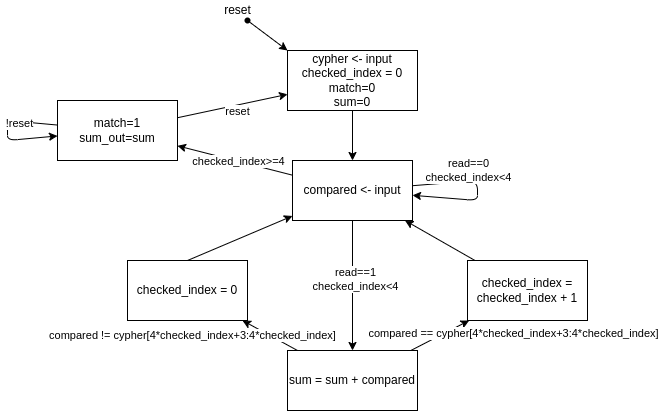 reset
cypher <- input
checked_index = 0
match=0
sum=0
match=1
sum_out=sum
!reset
reset
checked_index>=4
compared <- input
read==0
checked_index<4
checked_index = 0
read==1
checked_index<4
checked_index =
checked_index + 1
compared != cypher[4*checked_index+3:4*checked_index]
compared == cypher[4*checked_index+3:4*checked_index]
sum = sum + compared